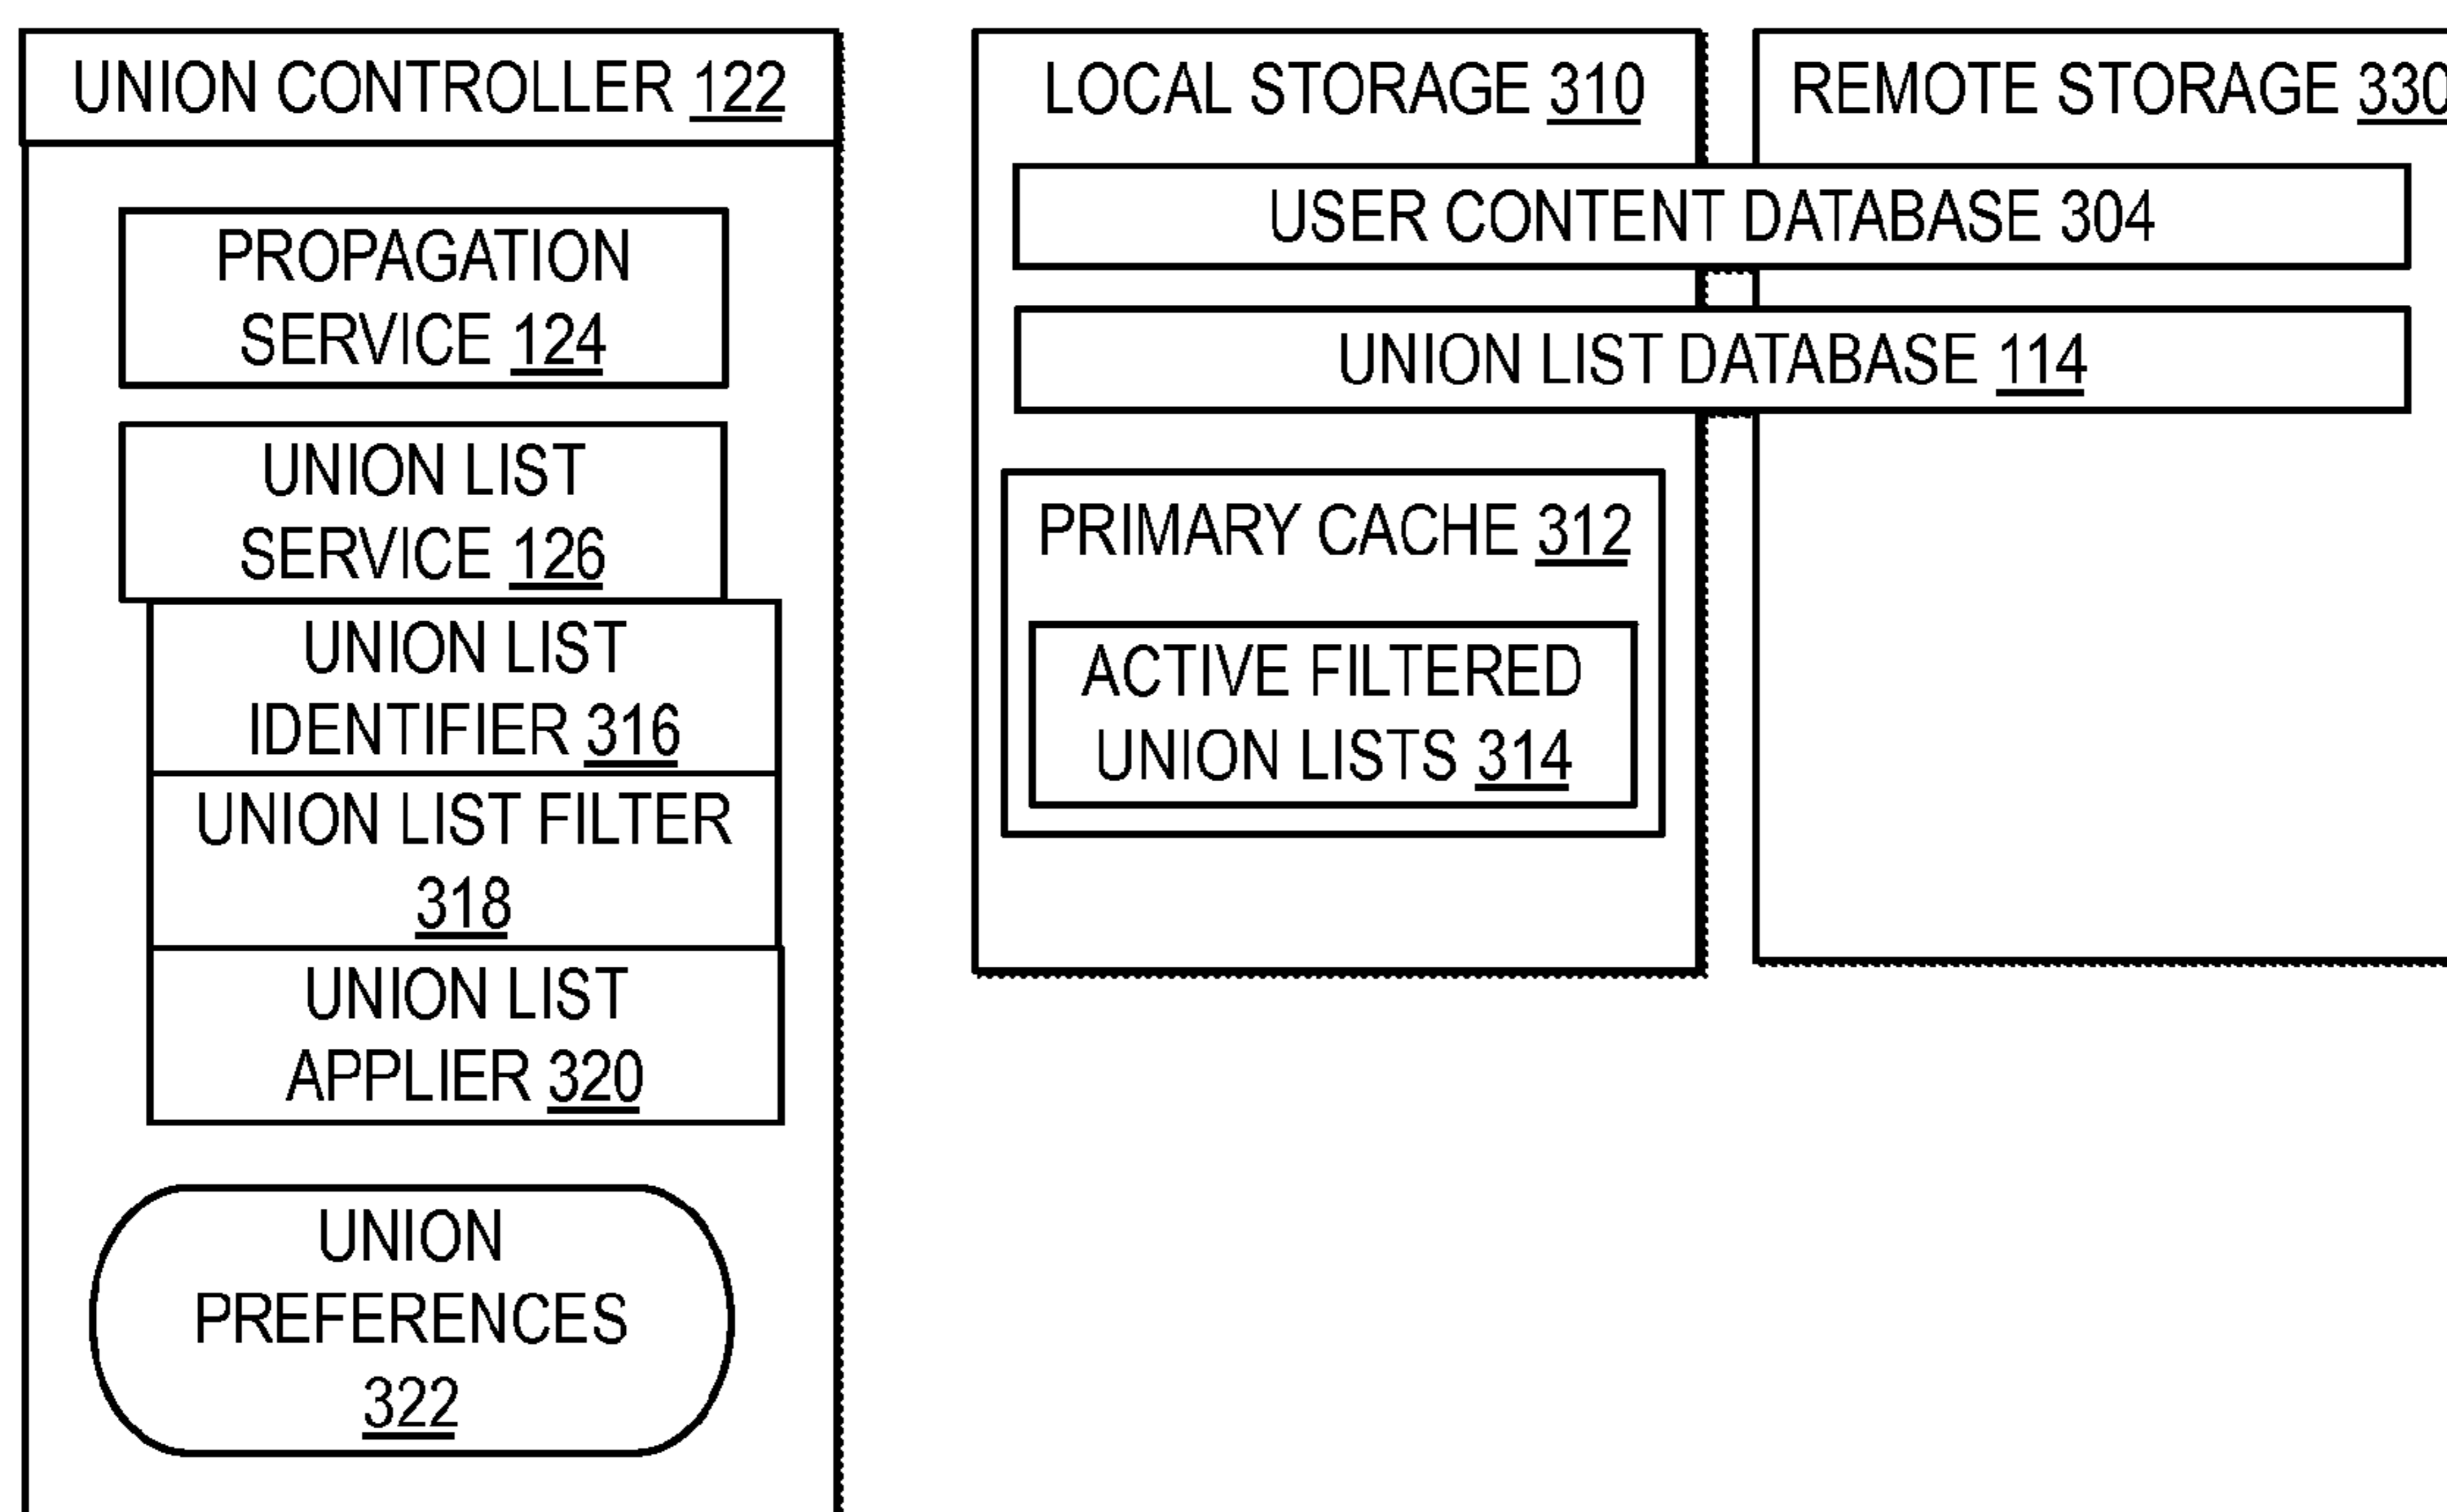 UNION CONTROLLER 122
PROPAGATION
SERVICE 124
UNION LIST
SERVICE 126
UNION LIST
IDENTIFIER 316
UNION LIST FILTER
318
UNION LIST
APPLIER 320
UNION
PREFERENCES
322
LOCAL STORAGE 310
REMOTE STORAGE 330
USER CONTENT DATABASE 304
UNION LIST DATABASE 114
PRIMARY CACHE 312
ACTIVE FILTERED
UNION LISTS 314